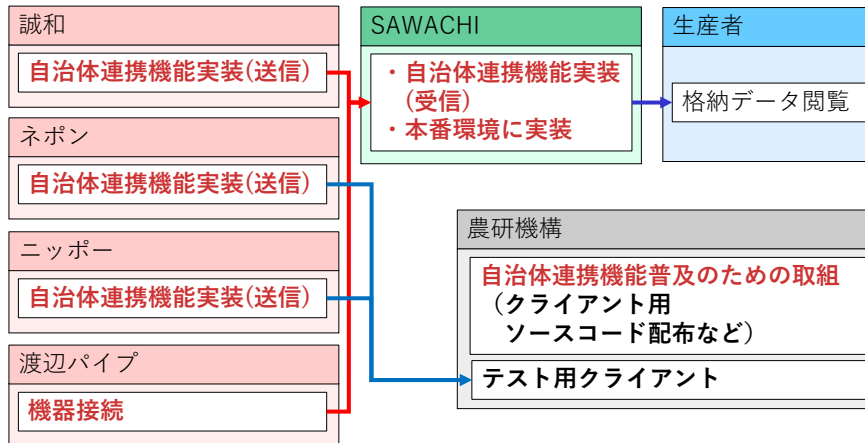 誠和
自治体連携機能実装(送信)
ネポン
自治体連携機能実装(送信)
ニッポー
自治体連携機能実装(送信)
渡辺パイプ
機器接続
SAWACHI
・自治体連携機能実装
(受信)
・本番環境に実装
生産者
格納データ閲覧
農研機構
自治体連携機能普及のための取組
（クライアント用
ソースコード配布など）
テスト用クライアント